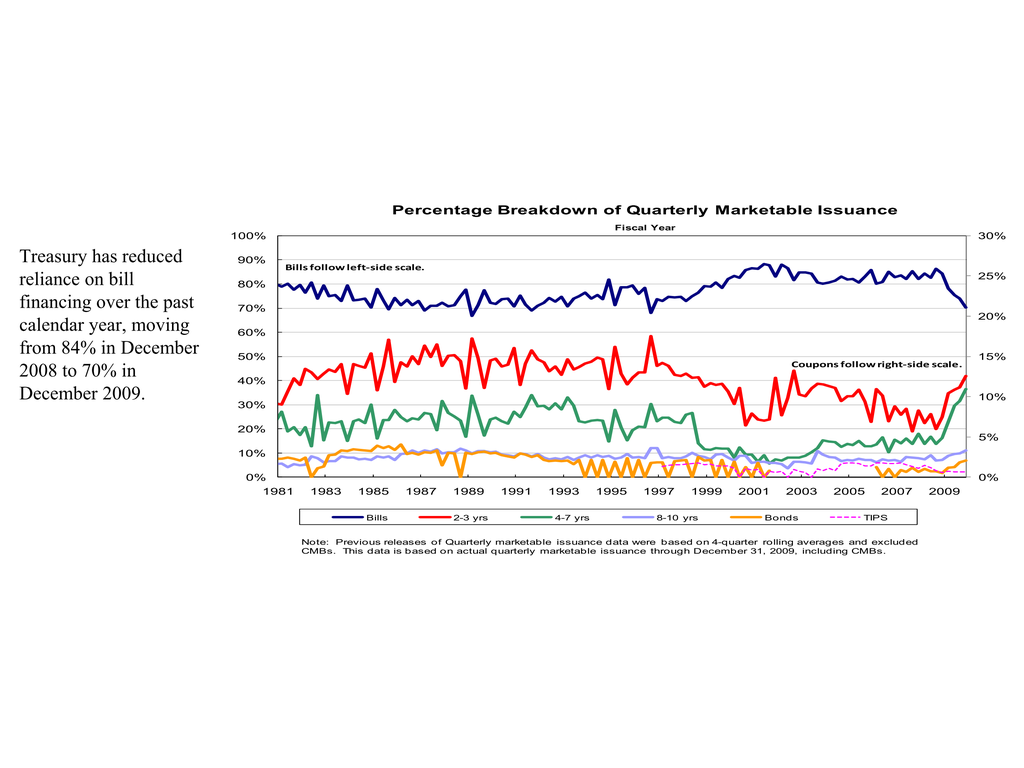 Treasury has reduced
reliance on bill
financing over the past
calendar year, moving
from 84% in December
2008 to 70% in
December 2009.
Percentage Breakdown of Quarterly Marketable Issuance
Fiscal Year
100%
90%
80%
70%
60%
50%
40%
30%
20%
10%
0%
Bills follow left-side scale.
Coupons follow right-side scale.
30%
25%
20%
15%
10%
5%
0%
1981 1983 1985 1987 1989 1991 1993 1995 1997 1999 2001 2003 2005 2007 2009
Bills 2-3 yrs 4-7 yrs 8-10 yrs Bonds TIPS
Note: Previous releases of Quarterly marketable issuance data were based on 4-quarter rolling averages and excluded
CMBs. This data is based on actual quarterly marketable issuance through December 31, 2009, including CMBs.